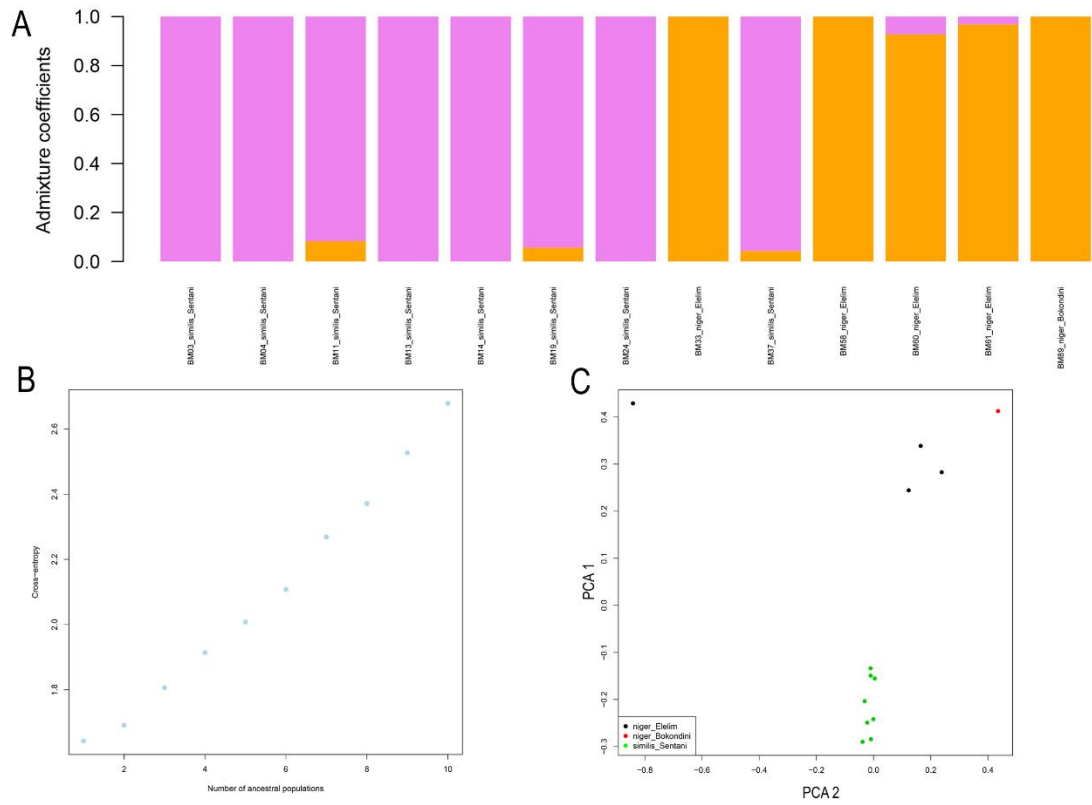 A
Admixture coefficients
1.0
0.8
0.6
0.4
0.2
0.0
BM03_similis_Sentani
BM04_similis_Sentani
BM11_similis_Sentani
BM13_similis_Sentani
BM14_similis_Sentani
BM19_similis_Sentani
BM24_similis_Sentani
BM33_niger_Elelim
BM37_similis_Sentani
BM58_niger_Elelim
BM60_niger_Elelim
BM61_niger_Elelim
BM89_niger_Bokondini
B
Cross-entropy
2.6
2.4
2.2
2.0
1.8
2 4 6 8 10
Number of ancestral populations
C
PCA 1
0.4
0.3
0.2
0.1
0.0
−0.1
−0.2
−0.3
niger_Elelim
niger_Bokondini
similis_Sentani
−0.8 −0.6 −0.4 −0.2 0.0 0.2 0.4
PCA 2